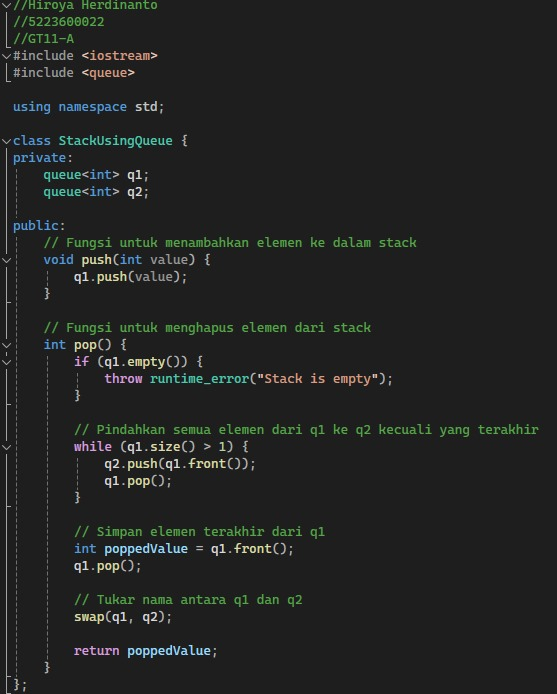 //Hiroya Herdinanto
//5223600022
//GT11-A
#include <iostream>
#include <queue>

using namespace std;

class StackUsingQueue {
private:
    queue<int> q1;
    queue<int> q2;

public:
    // Fungsi untuk menambahkan elemen ke dalam stack
    void push(int value) {
        q1.push(value);
    }

    // Fungsi untuk menghapus elemen dari stack
    int pop() {
        if (q1.empty()) {
            throw runtime_error("Stack is empty");
        }

        // Pindahkan semua elemen dari q1 ke q2 kecuali yang terakhir
        while (q1.size() > 1) {
            q2.push(q1.front());
            q1.pop();
        }

        // Simpan elemen terakhir dari q1
        int poppedValue = q1.front();
        q1.pop();

        // Tukar nama antara q1 dan q2
        swap(q1, q2);

        return poppedValue;
    }
};